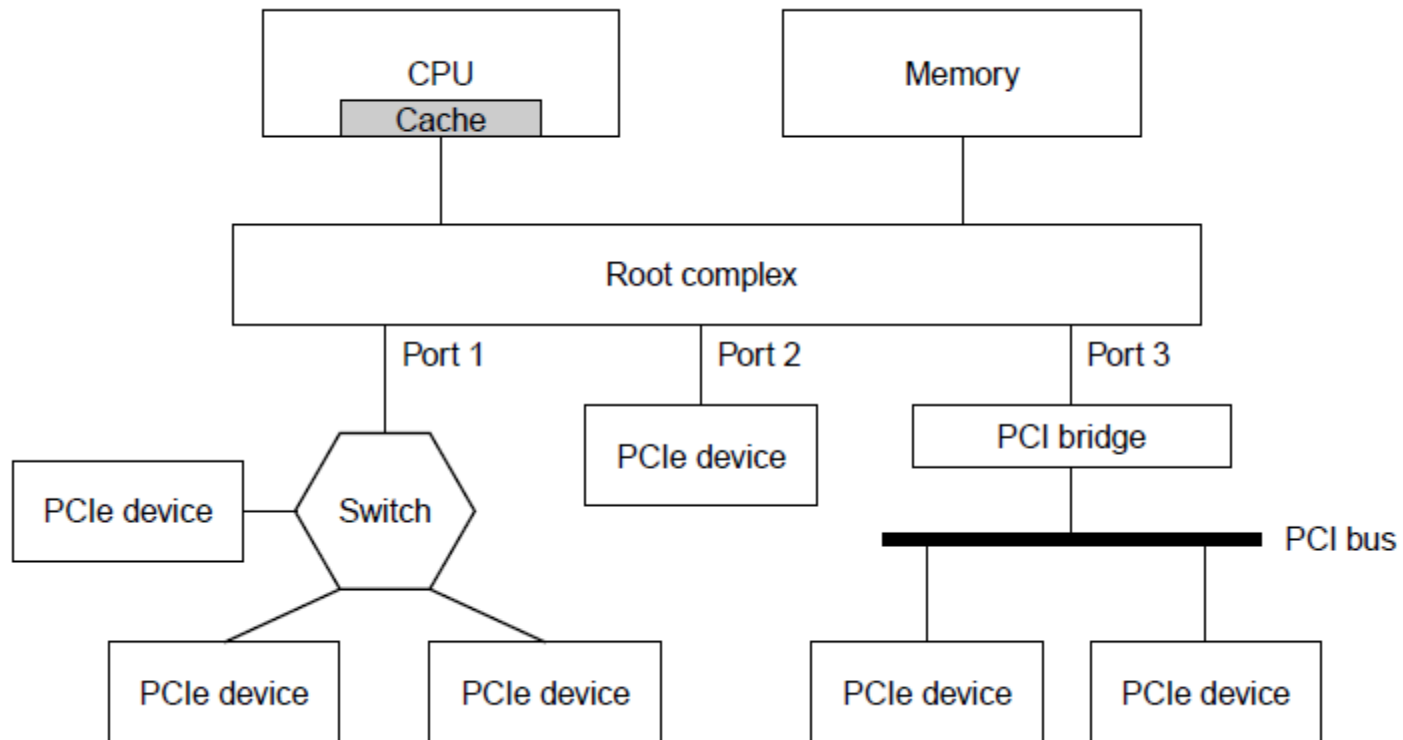 CPU
Cache
Memory
Root complex
Port 1
Port 2
Port 3
PCIe device
PCI bridge
PCIe device
Switch
PCI bus
PCIe device
PCIe device
PCIe device
PCIe device